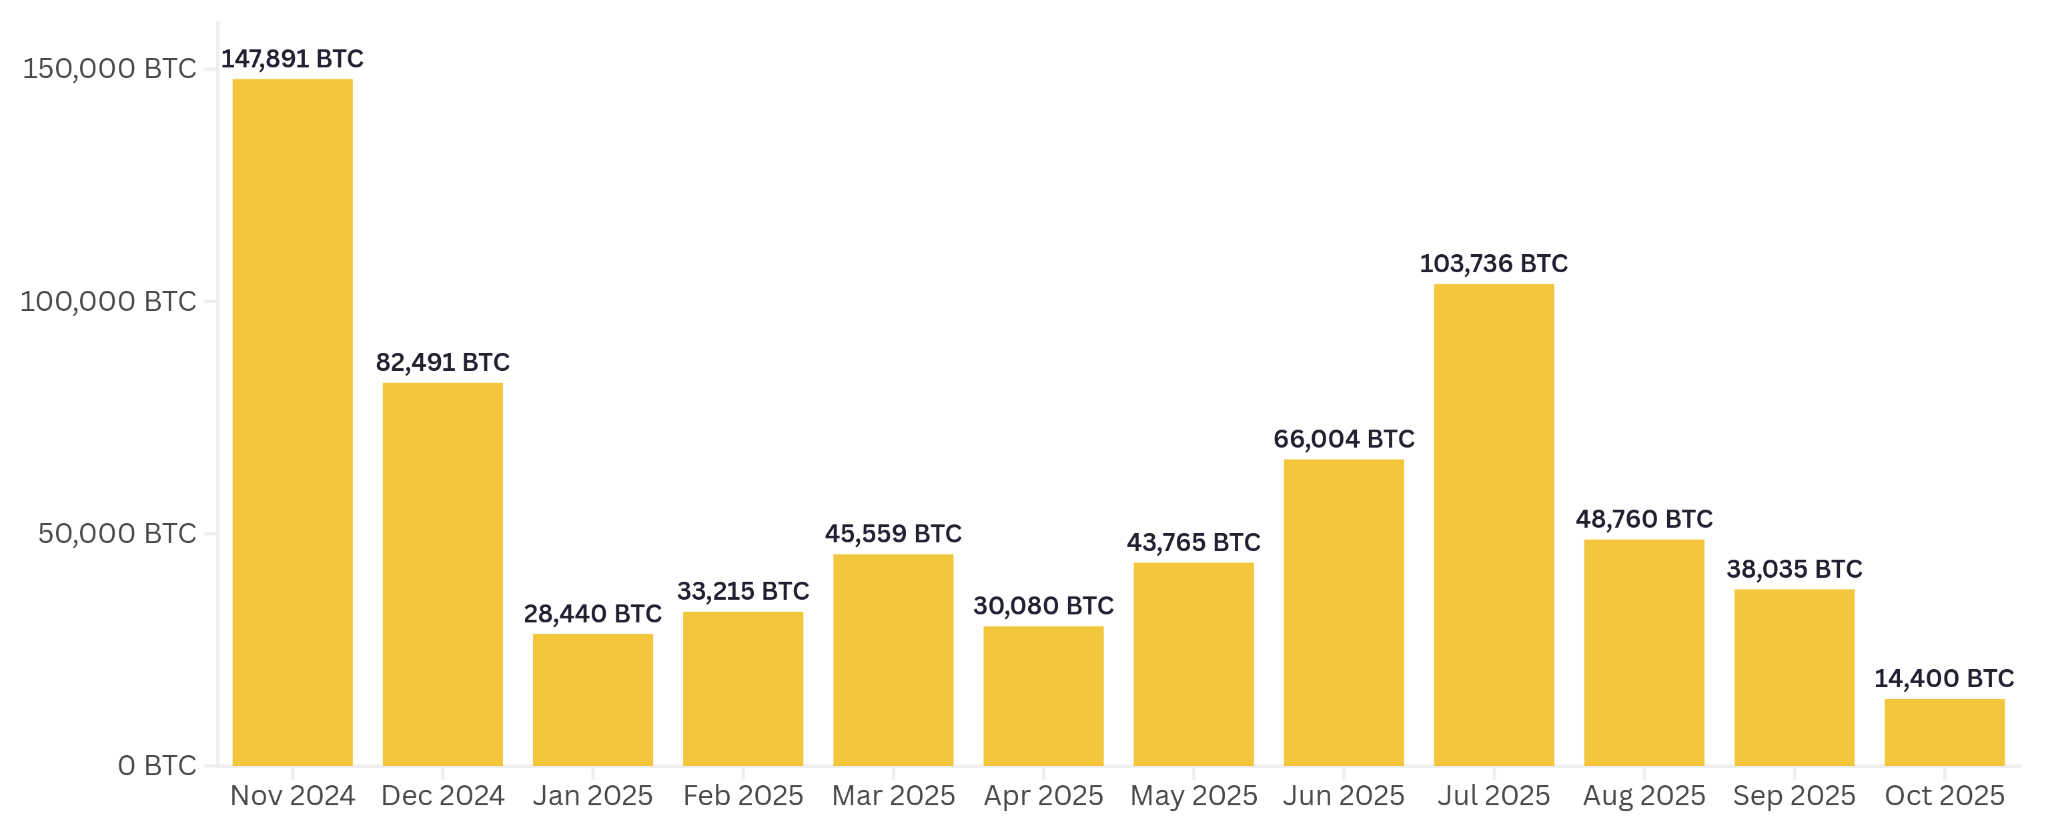 150,000 BTC
100,000 BTC
50,000 BTC
0 BTC
147,891 BTC
82,491 BTC
28,440 BTC
33,215 BTC
45,559 BTC
30,080 BTC
43,765 BTC
66,004 BTC
103,736 BTC
48,760 BTC
38,035 BTC
14,400 BTC
Nov 2024
Dec 2024
Jan 2025
Feb 2025
Mar 2025
Apr 2025
May 2025
Jun 2025
Jul 2025
Aug 2025
Sep 2025
Oct 2025